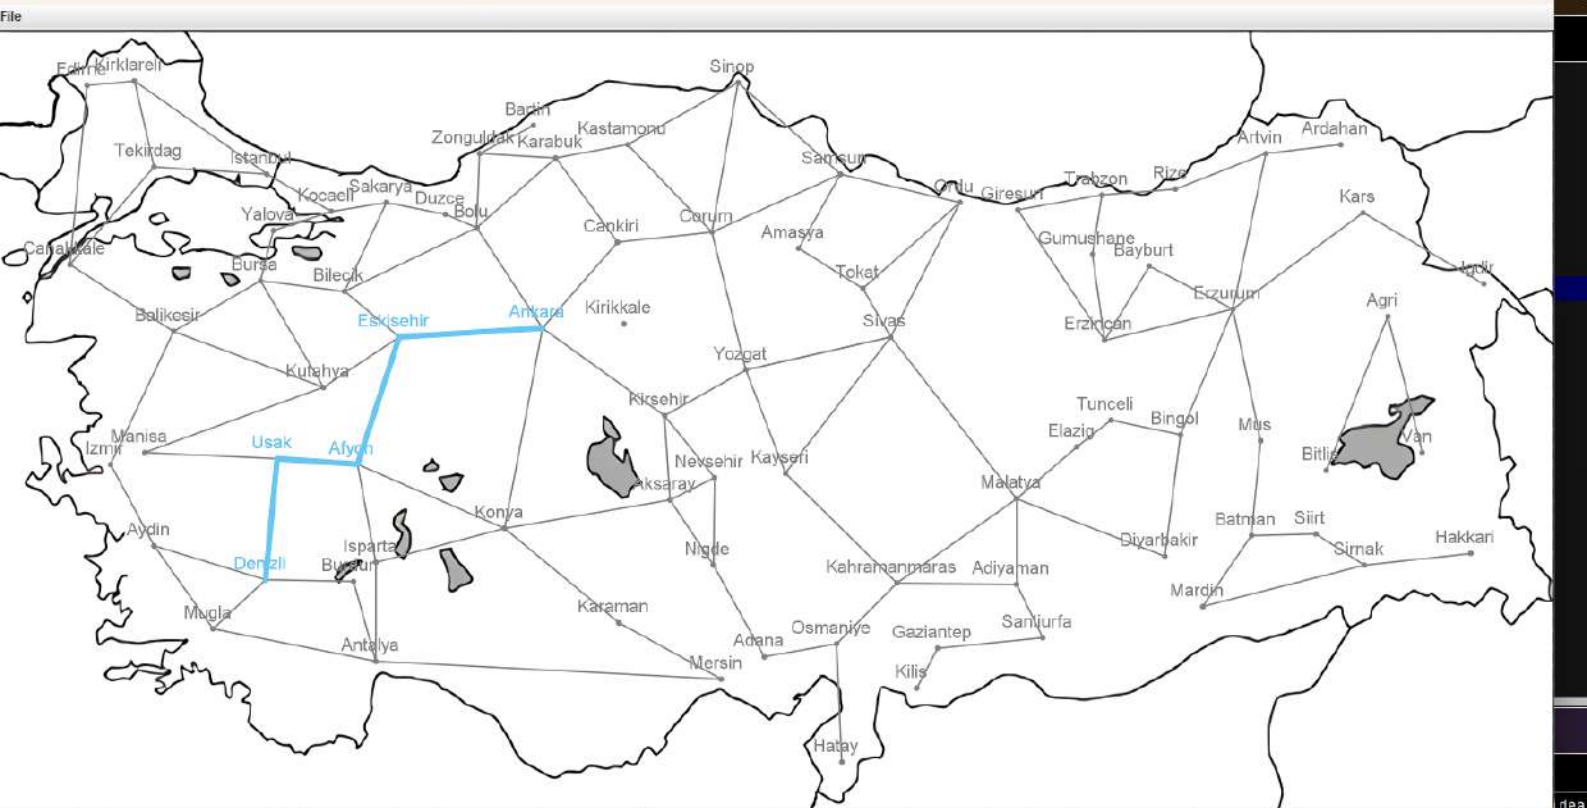 File
Edirne
Kirklareli
Sinop
Bartin
Zonguldak
Karabuk
Kastamonu
Artvin
Ardahan
Tekirdag
Istanbul
Samsun
Kocaeli
Sakarya
Duzce
Bolu
Ordu
Giresun
Trabzon
Rize
Kars
Yalova
Cankiri
Corum
Amasya
Gumushane
Bayburt
Canakkale
Bursa
Bilecik
Tokat
Igdir
Balikesir
Eskisehir
Ankara
Kirikkale
Sivas
Erzincan
Erzurum
Agri
Kutahya
Yozgat
Kirsehir
Tunceli
Bingol
Mus
Izmir
Manisa
Usak
Afyon
Elazig
Van
Bitlis
Nevsehir
Kayseri
Aksaray
Malatya
Konya
Aydin
Isparta
Nigde
Diyarbakir
Batman
Siirt
Sirnak
Hakkari
Denizli
Burdur
Kahramanmaras
Adiyaman
Mardin
Mugla
Karaman
Antalya
Adana
Osmaniye
Gaziantep
Sanliurfa
Mersin
Kilis
Hatay
dea